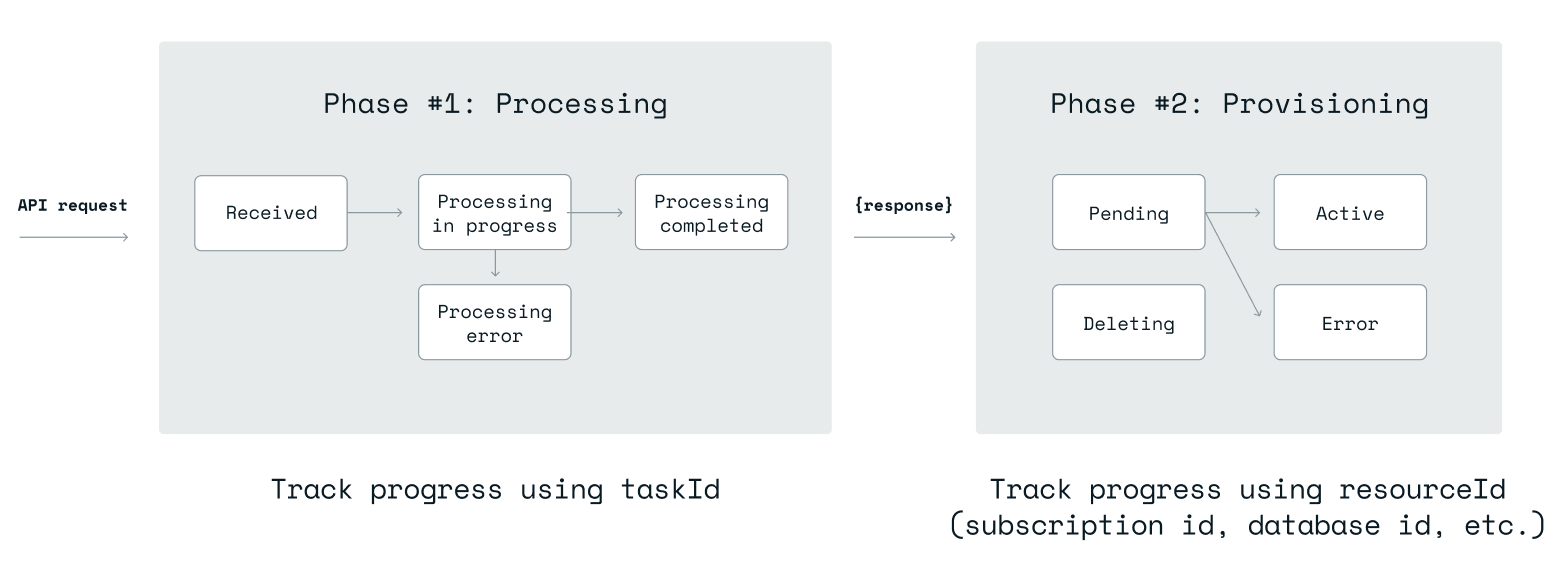 Phase #1: Processing
Phase #2: Provisioning
API request
Received
Processing
in progress
Processing
completed
Processing
error
{response}
Pending
Active
Deleting
Error
Track progress using taskId
Track progress using resourceId
(subscription id, database id, etc.)